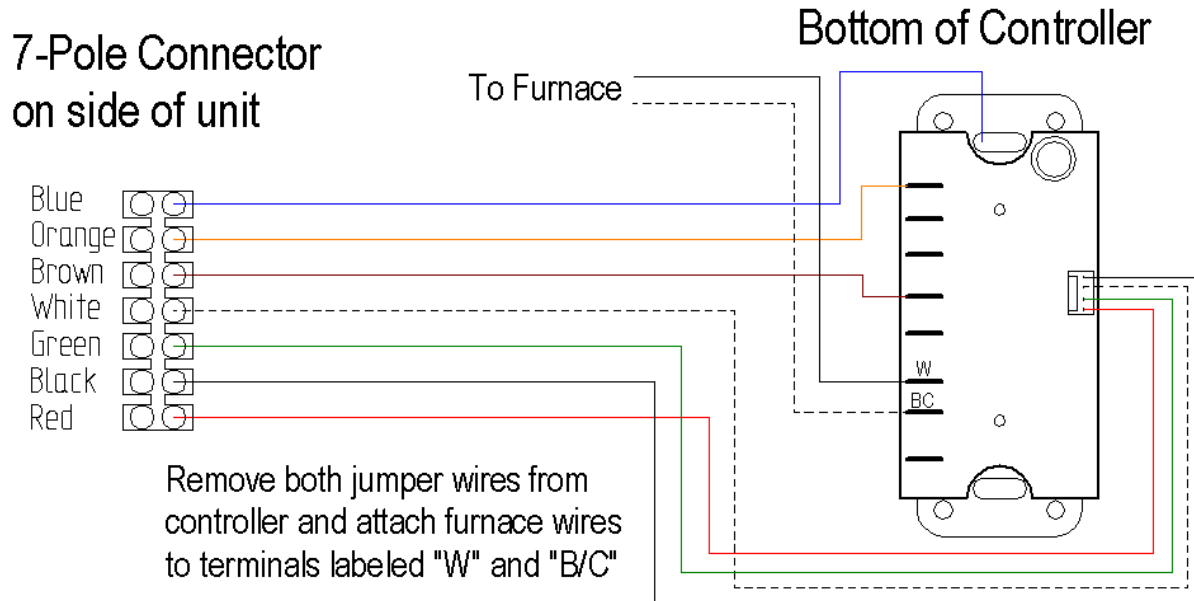 7-Pole Connector
on side of unit
Bottom of Controller
To Furnace
Blue
Orange
Brown
White
Green
Black
Red
W
BC
Remove both jumper wires from
controller and attach furnace wires
to terminals labeled "W" and "B/C"